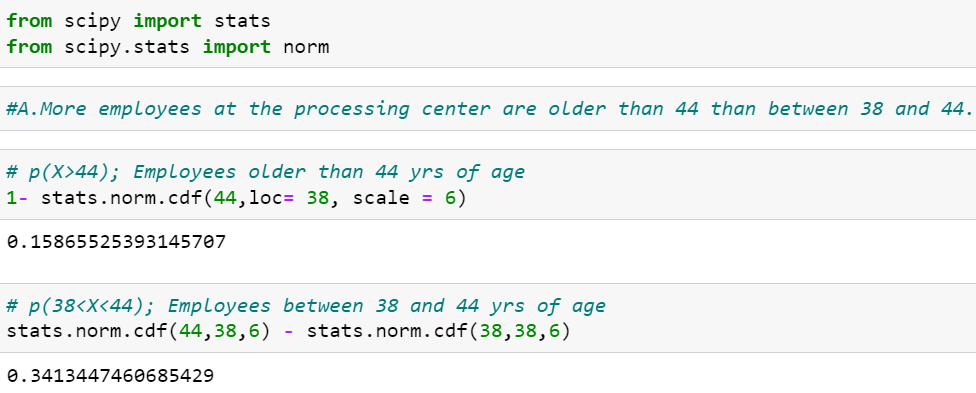 from scipy import stats
from scipy.stats import norm
#A.More employees at the processing center are older than 44 than between 38 and 44.
# p(X>44); Employees older than 44 yrs of age
1- stats.norm.cdf(44,loc= 38, scale = 6)
0.15865525393145707
# p(38<X<44); Employees between 38 and 44 yrs of age
stats.norm.cdf(44,38,6) - stats.norm.cdf(38,38,6)
0.3413447460685429